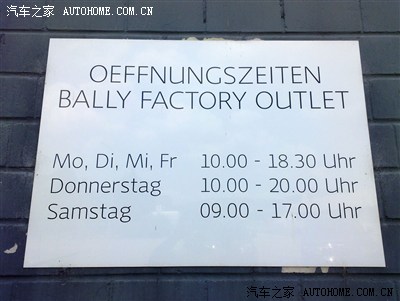 汽车之家 AUTOHOME.COM.CN
OEFFNUNGSZEITEN
BALLY FACTORY OUTLET
Mo, Di, Mi, Fr 10.00 - 18.30 Uhr
Donnerstag 10.00 - 20.00 Uhr
Samstag 09.00 - 17.00 Uhr
汽车之家 AUTOHOME.COM.CN